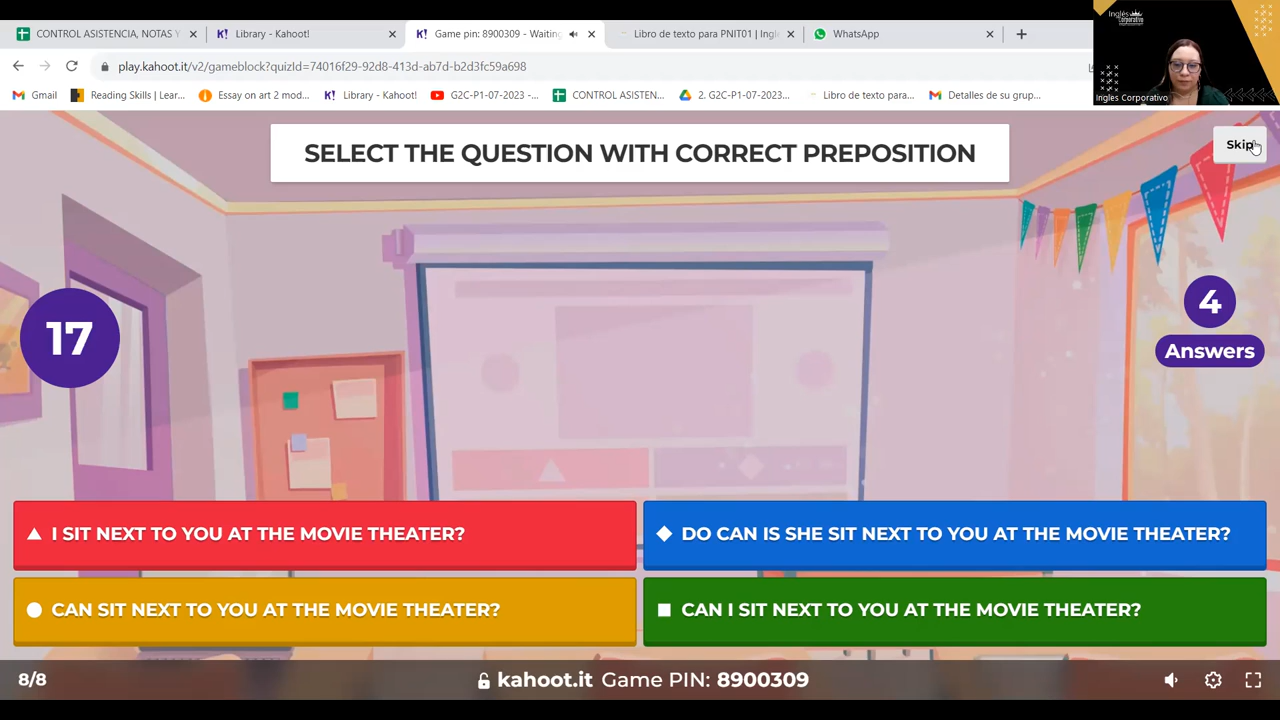 CONTROL ASISTENCIA, NOTAS Y
Library - Kahoot!
Game pin: 8900309 - Waiting
Libro de texto para PNIT01 | Ingl
WhatsApp
play.kahoot.it/v2/gameblock?quizId=74016f29-92d8-413d-ab7d-b2d3fc59a698
Gmail
Reading Skills | Lear...
Essay on art 2 mod...
Library - Kahoot!
G2C-P1-07-2023 -...
CONTROL ASISTEN...
2. G2C-P1-07-2023...
Libro de texto para...
Detalles de su grup...
Inglés
Corporativo
Ingles Corporativo
SELECT THE QUESTION WITH CORRECT PREPOSITION
Skip
17
4
Answers
I SIT NEXT TO YOU AT THE MOVIE THEATER?
DO CAN IS SHE SIT NEXT TO YOU AT THE MOVIE THEATER?
CAN SIT NEXT TO YOU AT THE MOVIE THEATER?
CAN I SIT NEXT TO YOU AT THE MOVIE THEATER?
8/8
kahoot.it Game PIN: 8900309